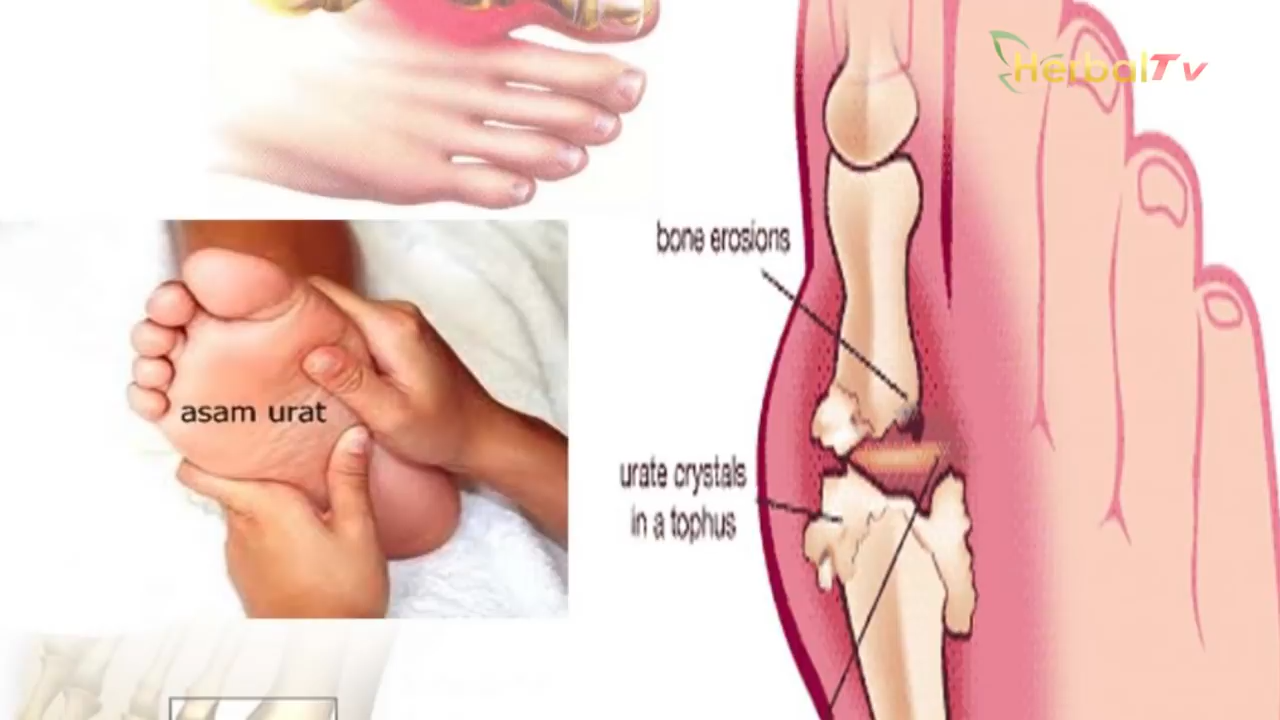 HerbalTv
bone erosions
asam urat
urate crystals
in a tophus